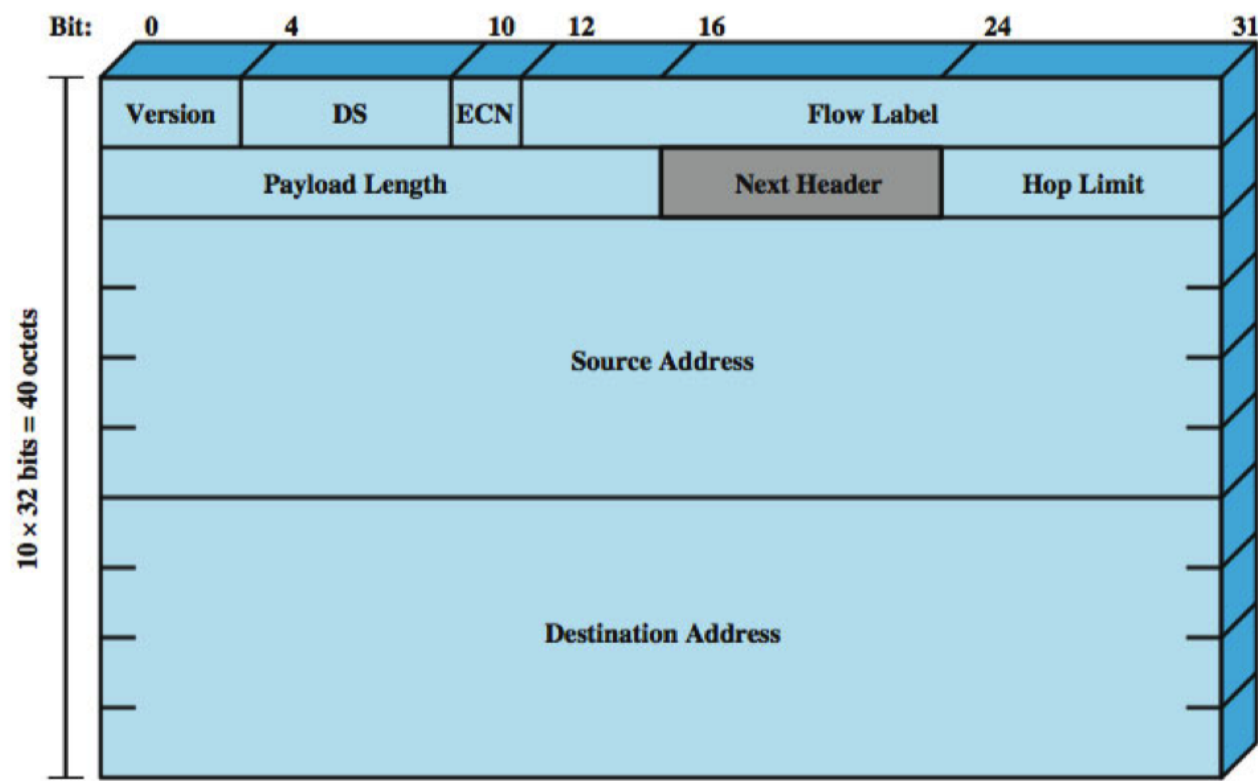 Bit: 0 4 10 12 16 24 31
Version DS ECN Flow Label
Payload Length Next Header Hop Limit
Source Address
Destination Address
10 × 32 bits = 40 octets